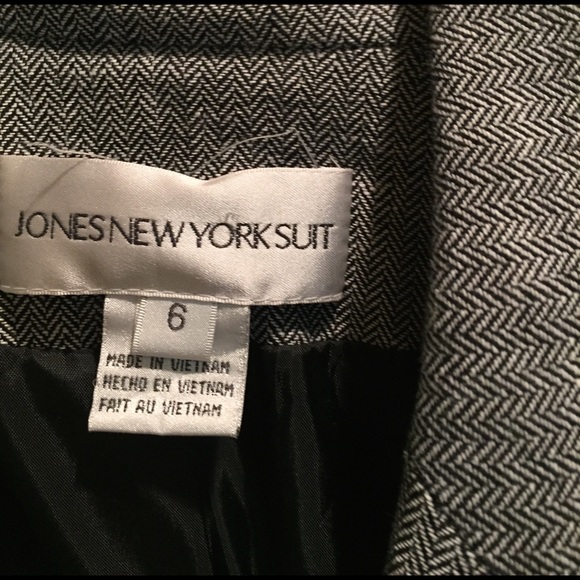 JONES NEW YORK SUIT
6
MADE IN VIETNAM
HECHO EN VIETNAM
FAIT AU VIETNAM